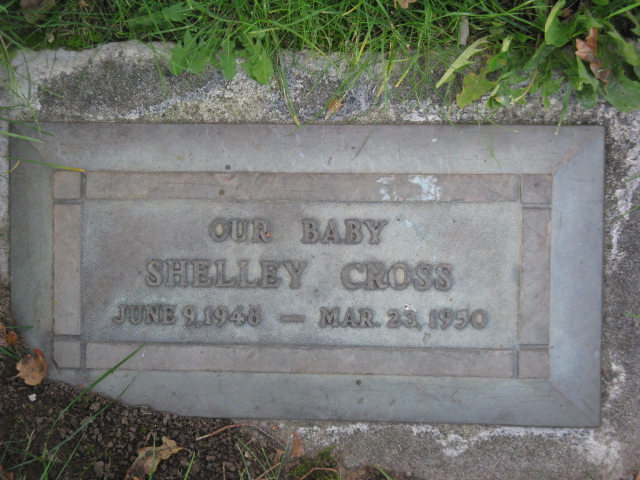 OUR BABY
SHELLEY CROSS
JUNE 9, 1948 — MAR. 23, 1950